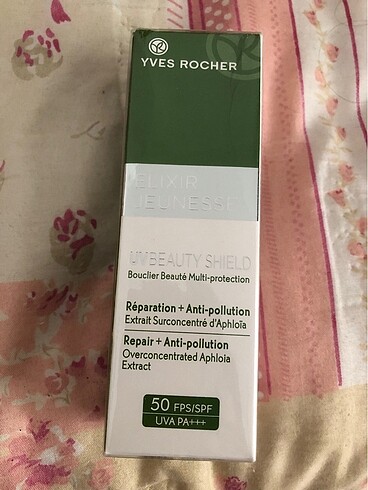 YVES ROCHER
ELIXIR
JEUNESSE
UV BEAUTY SHIELD
Bouclier Beauté Multi-protection
Réparation + Anti-pollution
Extrait Surconcentré d'Aphloïa
Repair + Anti-pollution
Overconcentrated Aphloia
Extract
50 FPS/SPF
UVA PA+++